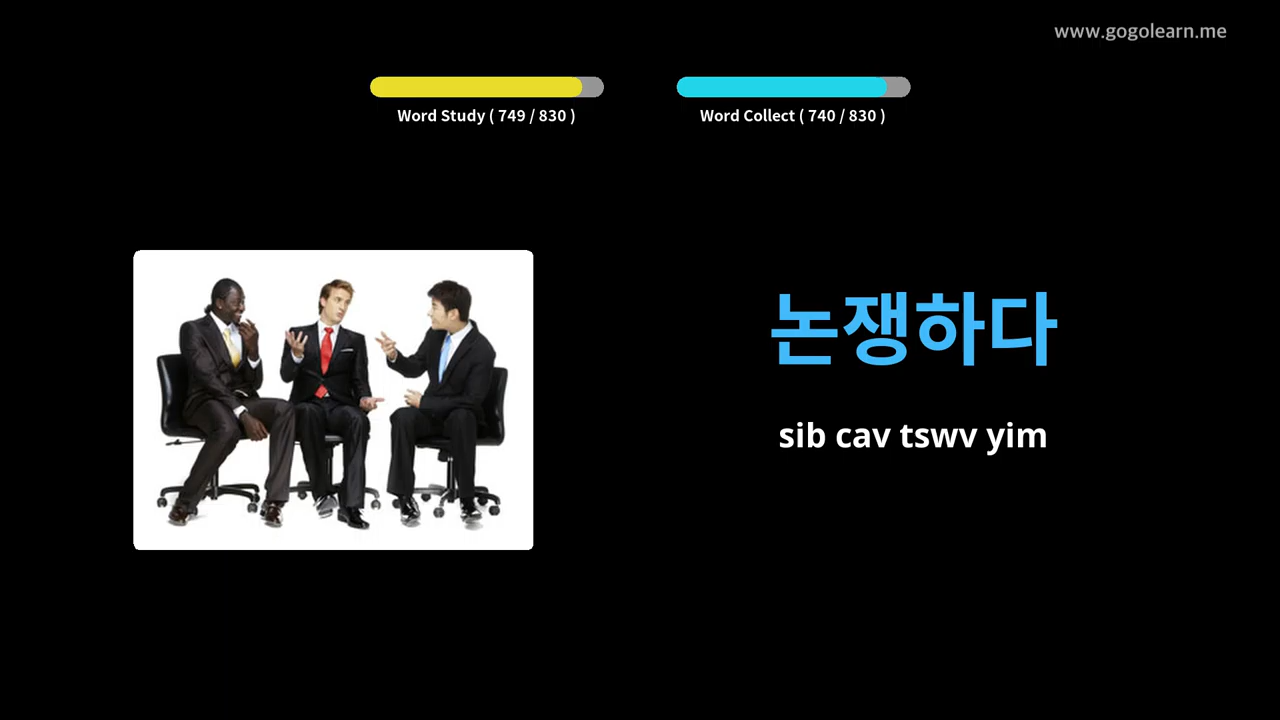 www.gogolearn.me
Word Study ( 749 / 830 )
Word Collect ( 740 / 830 )
논쟁하다
sib cav tswv yim